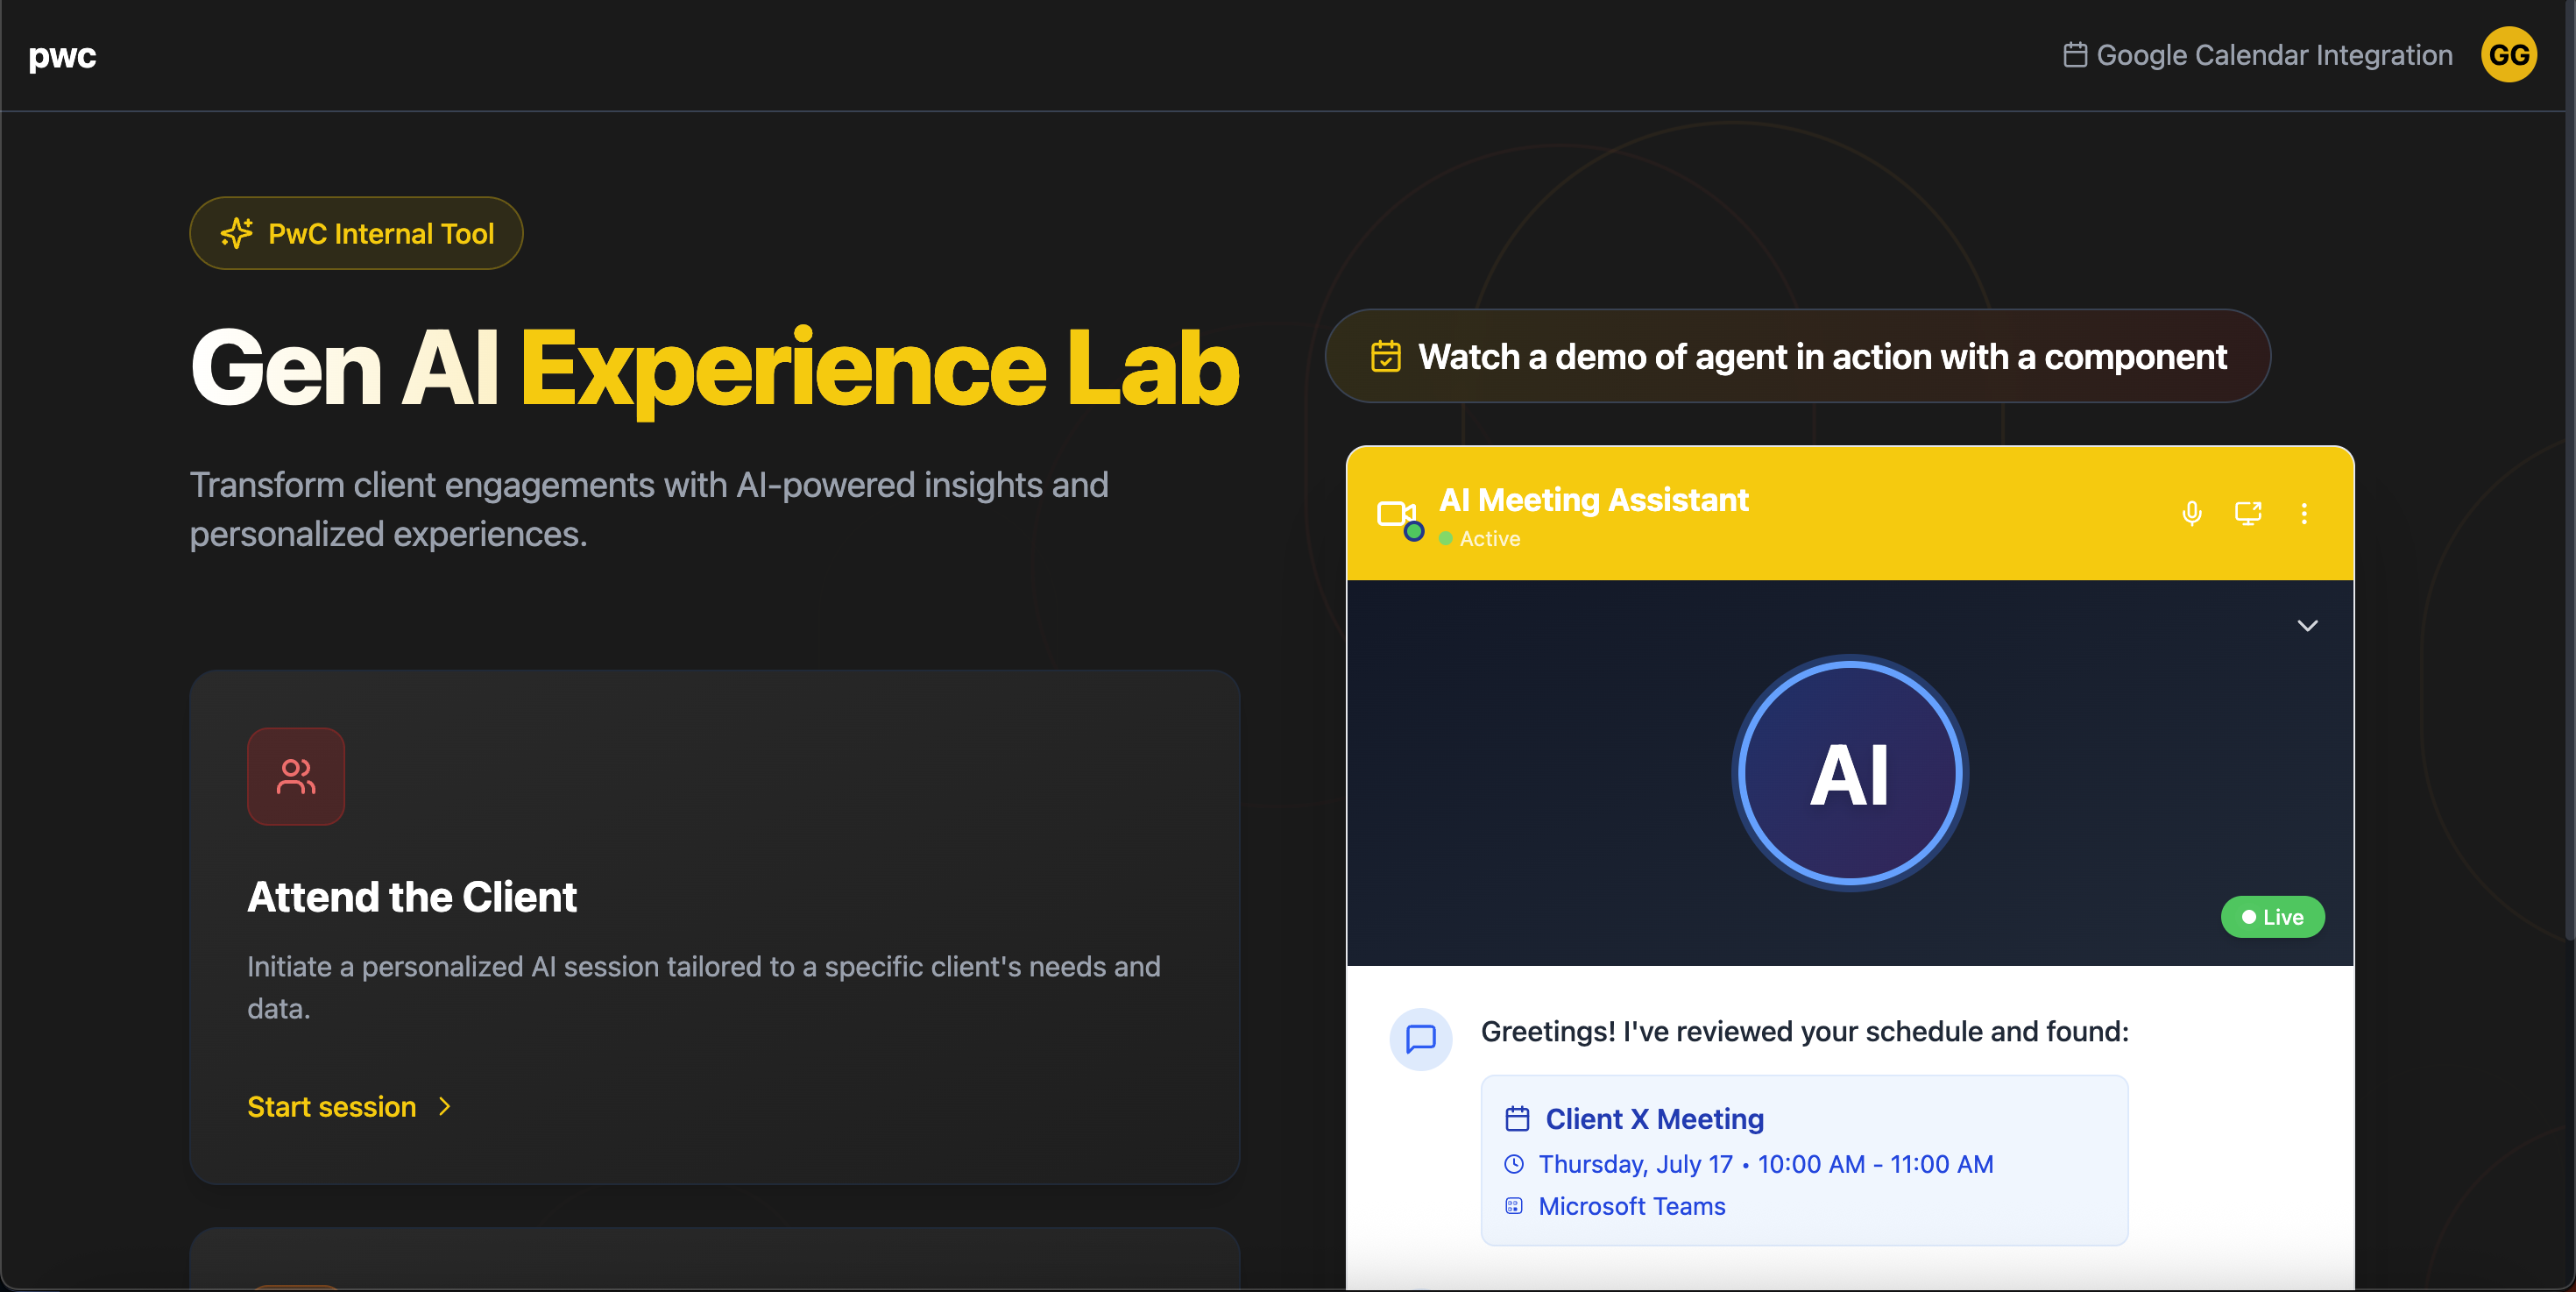 pwc
Google Calendar Integration
GG
PwC Internal Tool
Gen AI Experience Lab
Transform client engagements with AI-powered insights and
personalized experiences.
Attend the Client
Initiate a personalized AI session tailored to a specific client's needs and
data.
Start session
Watch a demo of agent in action with a component
AI Meeting Assistant
Active
AI
Live
Greetings! I've reviewed your schedule and found:
Client X Meeting
Thursday, July 17 • 10:00 AM - 11:00 AM
Microsoft Teams